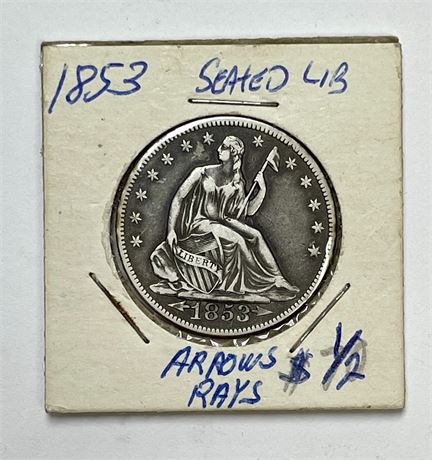 1853 SEATED LIB
LIBERTY
1853
ARROWS $ 1/2
RAYS